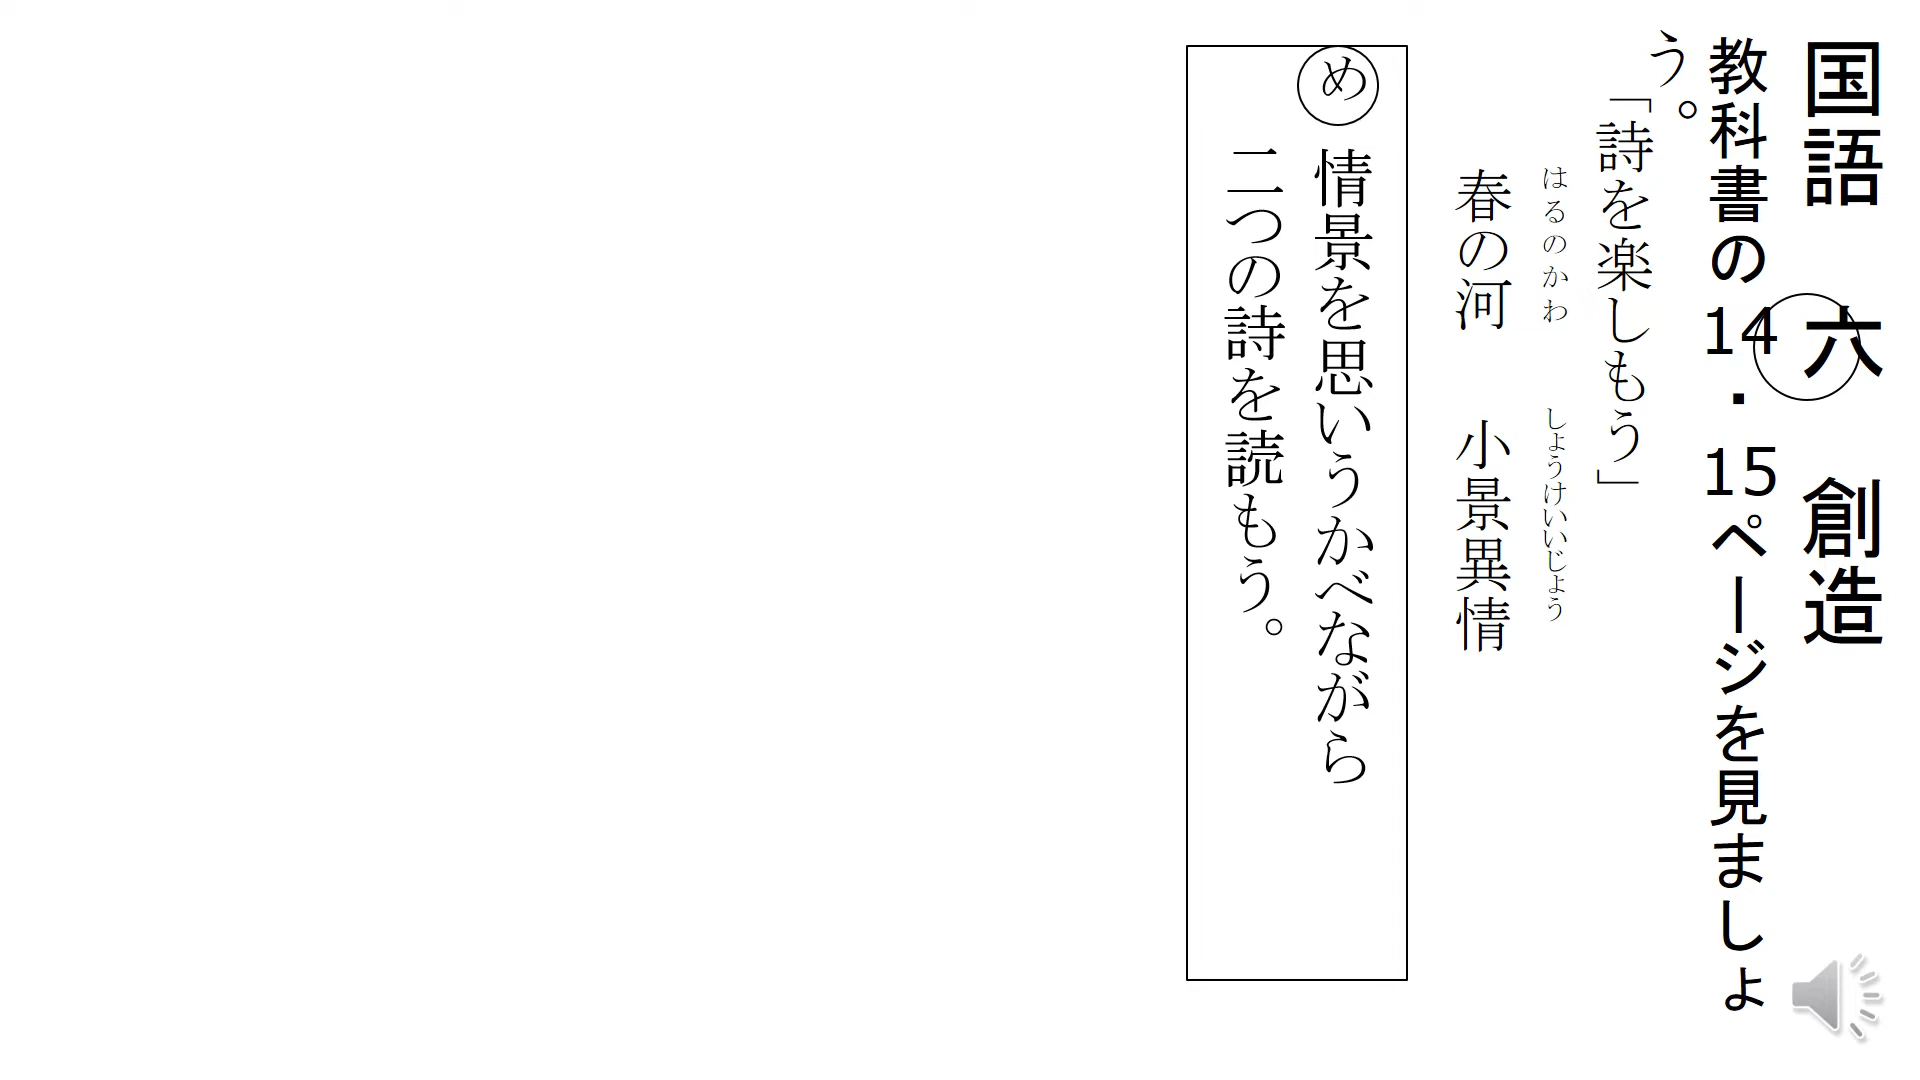 国語　六　創造
教科書の14・15ページを見ましょ
う。
「詩を楽しもう」
はるのかわ　しょうけいいじょう
春の河　小景異情
め　情景を思いうかべながら
二つの詩を読もう。